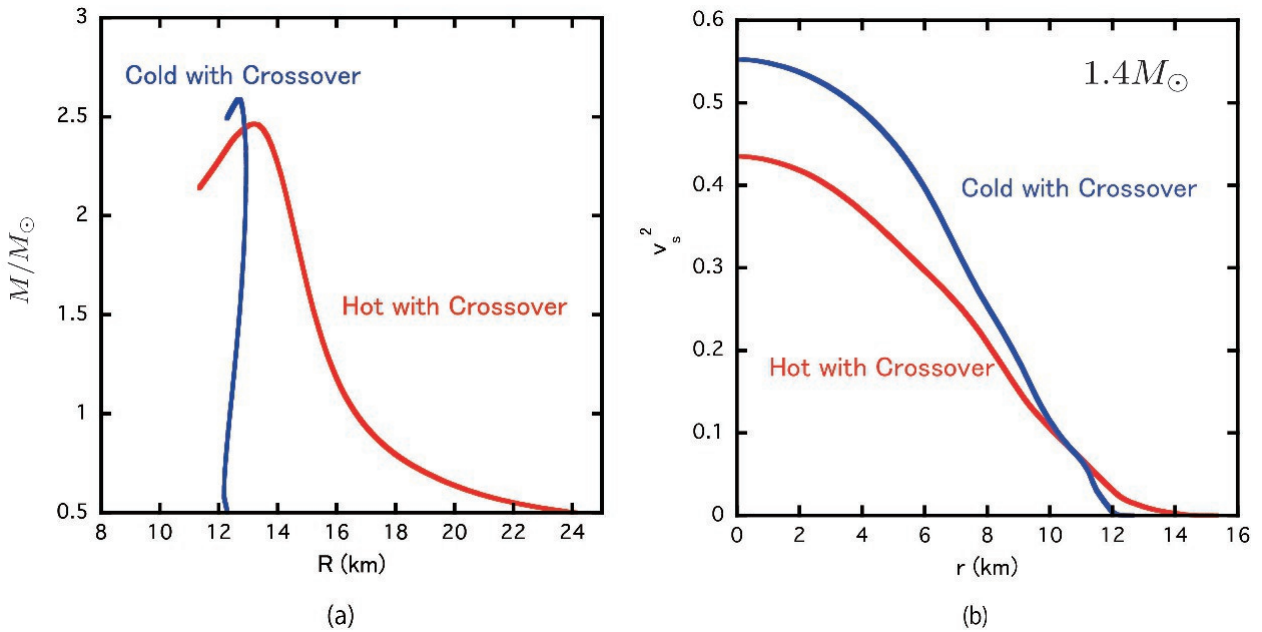 3
2.5
2
1.5
1
0.5
M/M☉
Cold with Crossover
Hot with Crossover
8 10 12 14 16 18 20 22 24
R (km)
(a)
0.6
0.5
0.4
0.3
0.2
0.1
0
v_s^2
1.4M☉
Cold with Crossover
Hot with Crossover
0 2 4 6 8 10 12 14 16
r (km)
(b)